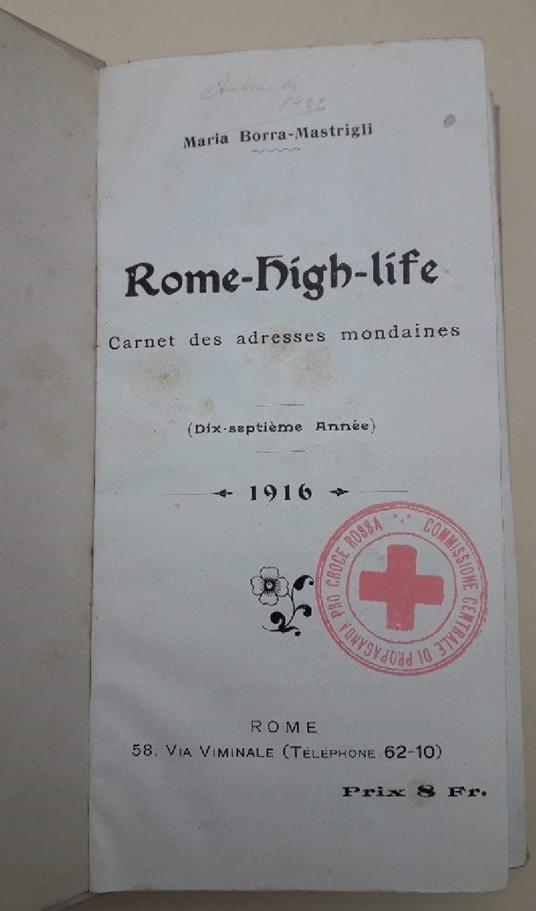 Maria Borra-Mastrigli
Rome-High-life
Carnet des adresses mondaines
(Dix-septième Année)
1916
COMMISSIONE CENTRALE DI PROPAGANDA PRO CROCE ROSSA
ROME
58, VIA VIMINALE (TÉLÉPHONE 62-10)
Prix 8 Fr.